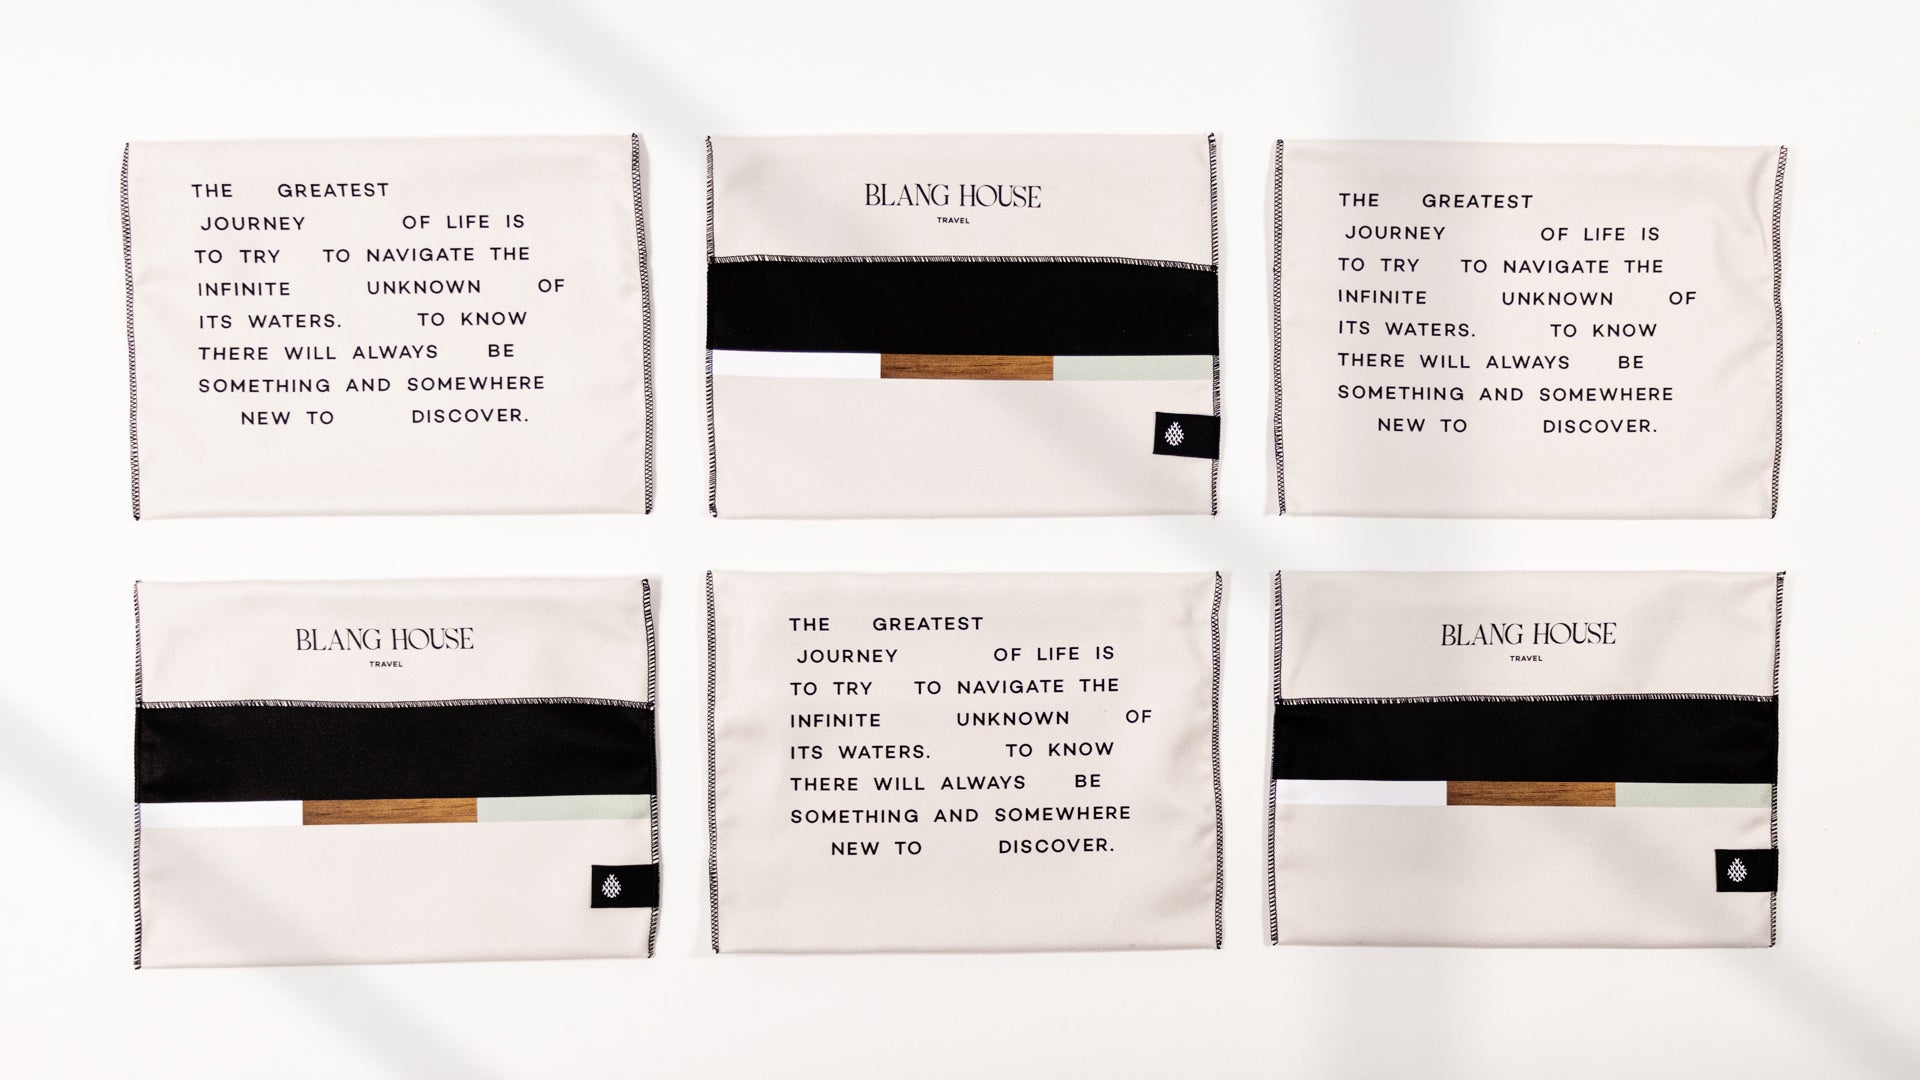 THE GREATEST
JOURNEY OF LIFE IS
TO TRY TO NAVIGATE THE
INFINITE UNKNOWN OF
ITS WATERS. TO KNOW
THERE WILL ALWAYS BE
SOMETHING AND SOMEWHERE
NEW TO DISCOVER.
BLANG HOUSE
TRAVEL
THE GREATEST
JOURNEY OF LIFE IS
TO TRY TO NAVIGATE THE
INFINITE UNKNOWN OF
ITS WATERS. TO KNOW
THERE WILL ALWAYS BE
SOMETHING AND SOMEWHERE
NEW TO DISCOVER.
BLANG HOUSE
TRAVEL
THE GREATEST
JOURNEY OF LIFE IS
TO TRY TO NAVIGATE THE
INFINITE UNKNOWN OF
ITS WATERS. TO KNOW
THERE WILL ALWAYS BE
SOMETHING AND SOMEWHERE
NEW TO DISCOVER.
BLANG HOUSE
TRAVEL